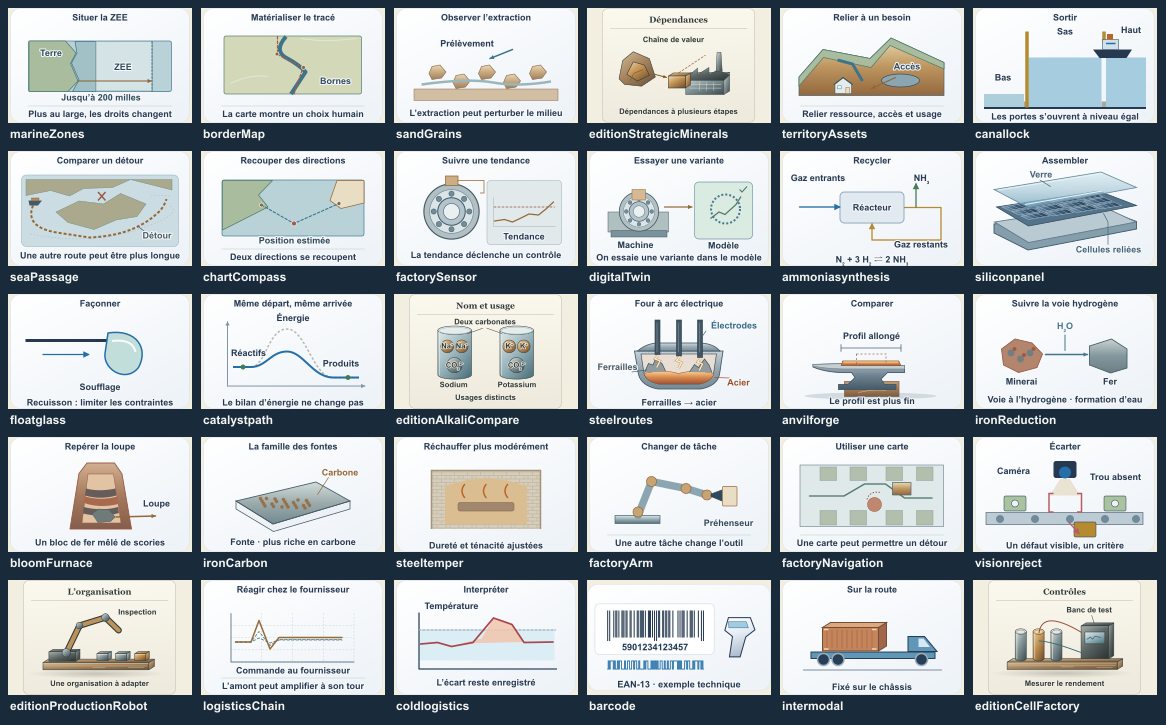 Situer la ZEE
Terre
ZEE
Jusqu'à 200 milles
Plus au large, les droits changent
marineZones
Matérialiser le tracé
Bornes
La carte montre un choix humain
borderMap
Observer l'extraction
Prélèvement
L'extraction peut perturber le milieu
sandGrains
Dépendances
Chaîne de valeur
Dépendances à plusieurs étapes
editionStrategicMinerals
Relier à un besoin
Accès
Relier ressource, accès et usage
territoryAssets
Sortir
Sas
Haut
Bas
Les portes s'ouvrent à niveau égal
canallock
Comparer un détour
Détour
Une autre route peut être plus longue
seaPassage
Recouper des directions
Position estimée
Deux directions se recoupent
chartCompass
Suivre une tendance
Tendance
La tendance déclenche un contrôle
factorySensor
Essayer une variante
Machine
Modèle
On essaie une variante dans le modèle
digitalTwin
Recycler
Gaz entrants
NH₃
Réacteur
Gaz restants
N₂ + 3 H₂ ⇌ 2 NH₃
ammoniasynthesis
Assembler
Verre
Cellules reliées
siliconpanel
Façonner
Soufflage
Recuisson : limiter les contraintes
floatglass
Même départ, même arrivée
Énergie
Réactifs
Produits
Le bilan d'énergie ne change pas
catalystpath
Nom et usage
Deux carbonates
Na⁺ Na⁺
K⁺ K⁺
CO₃²⁻
CO₃²⁻
Sodium
Potassium
Usages distincts
editionAlkaliCompare
Four à arc électrique
Électrodes
Ferrailles
Acier
Ferrailles → acier
steelroutes
Comparer
Profil allongé
Le profil est plus fin
anvilforge
Suivre la voie hydrogène
H₂O
Minerai
Fer
Voie à l'hydrogène · formation d'eau
ironReduction
Repérer la loupe
Loupe
Un bloc de fer mêlé de scories
bloomFurnace
La famille des fontes
Carbone
Fonte · plus riche en carbone
ironCarbon
Réchauffer plus modérément
Dureté et ténacité ajustées
steeltemper
Changer de tâche
Préhenseur
Une autre tâche change l'outil
factoryArm
Utiliser une carte
Une carte peut permettre un détour
factoryNavigation
Écarter
Caméra
Trou absent
Un défaut visible, un critère
visionreject
L'organisation
Inspection
Une organisation à adapter
editionProductionRobot
Réagir chez le fournisseur
Commande au fournisseur
L'amont peut amplifier à son tour
logisticsChain
Interpréter
Température
L'écart reste enregistré
coldlogistics
5901234123457
EAN-13 · exemple technique
barcode
Sur la route
Fixé sur le châssis
intermodal
Contrôles
Banc de test
Mesurer le rendement
editionCellFactory